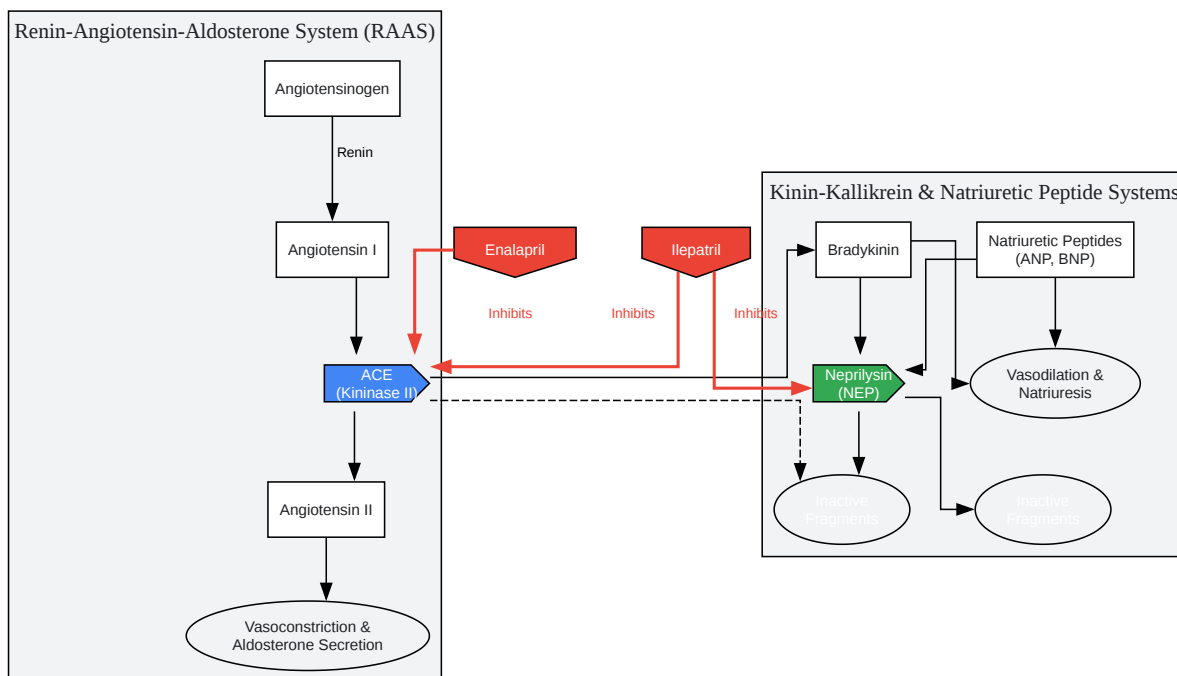 Renin-Angiotensin-Aldosterone System (RAAS)
Angiotensinogen
Renin
Angiotensin I
ACE
(Kininase II)
Angiotensin II
Vasoconstriction &
Aldosterone Secretion
Enalapril
Inhibits
Ilepatril
Inhibits
Inhibits
Kinin-Kallikrein & Natriuretic Peptide Systems
Bradykinin
Natriuretic Peptides
(ANP, BNP)
Neprilysin
(NEP)
Vasodilation &
Natriuresis
Inactive
Fragments
Inactive
Fragments